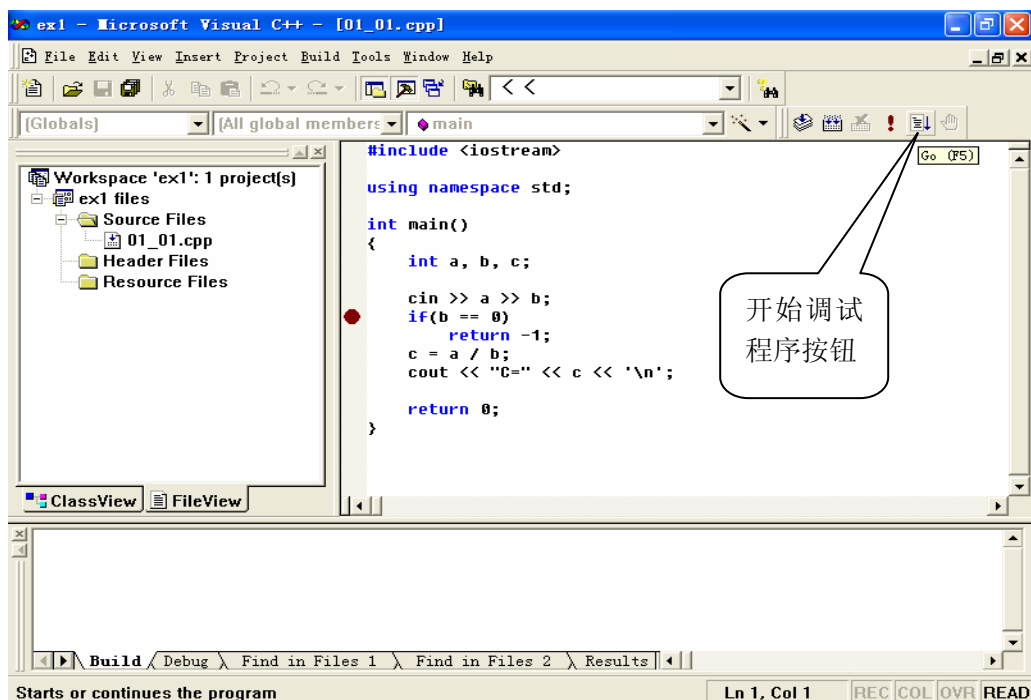 ex1 - Microsoft Visual C++ - [01_01.cpp]
File Edit View Insert Project Build Tools Window Help
< <
(Globals)
(All global members
main
Go (F5)
Workspace 'ex1': 1 project(s)
ex1 files
Source Files
01_01.cpp
Header Files
Resource Files
ClassView
FileView
#include <iostream>
using namespace std;
int main()
{
int a, b, c;
cin >> a >> b;
if(b == 0)
return -1;
c = a / b;
cout << "C=" << c << '\n';
return 0;
}
开始调试
程序按钮
Build Debug Find in Files 1 Find in Files 2 Results
Starts or continues the program
Ln 1, Col 1
REC COL OVR READ